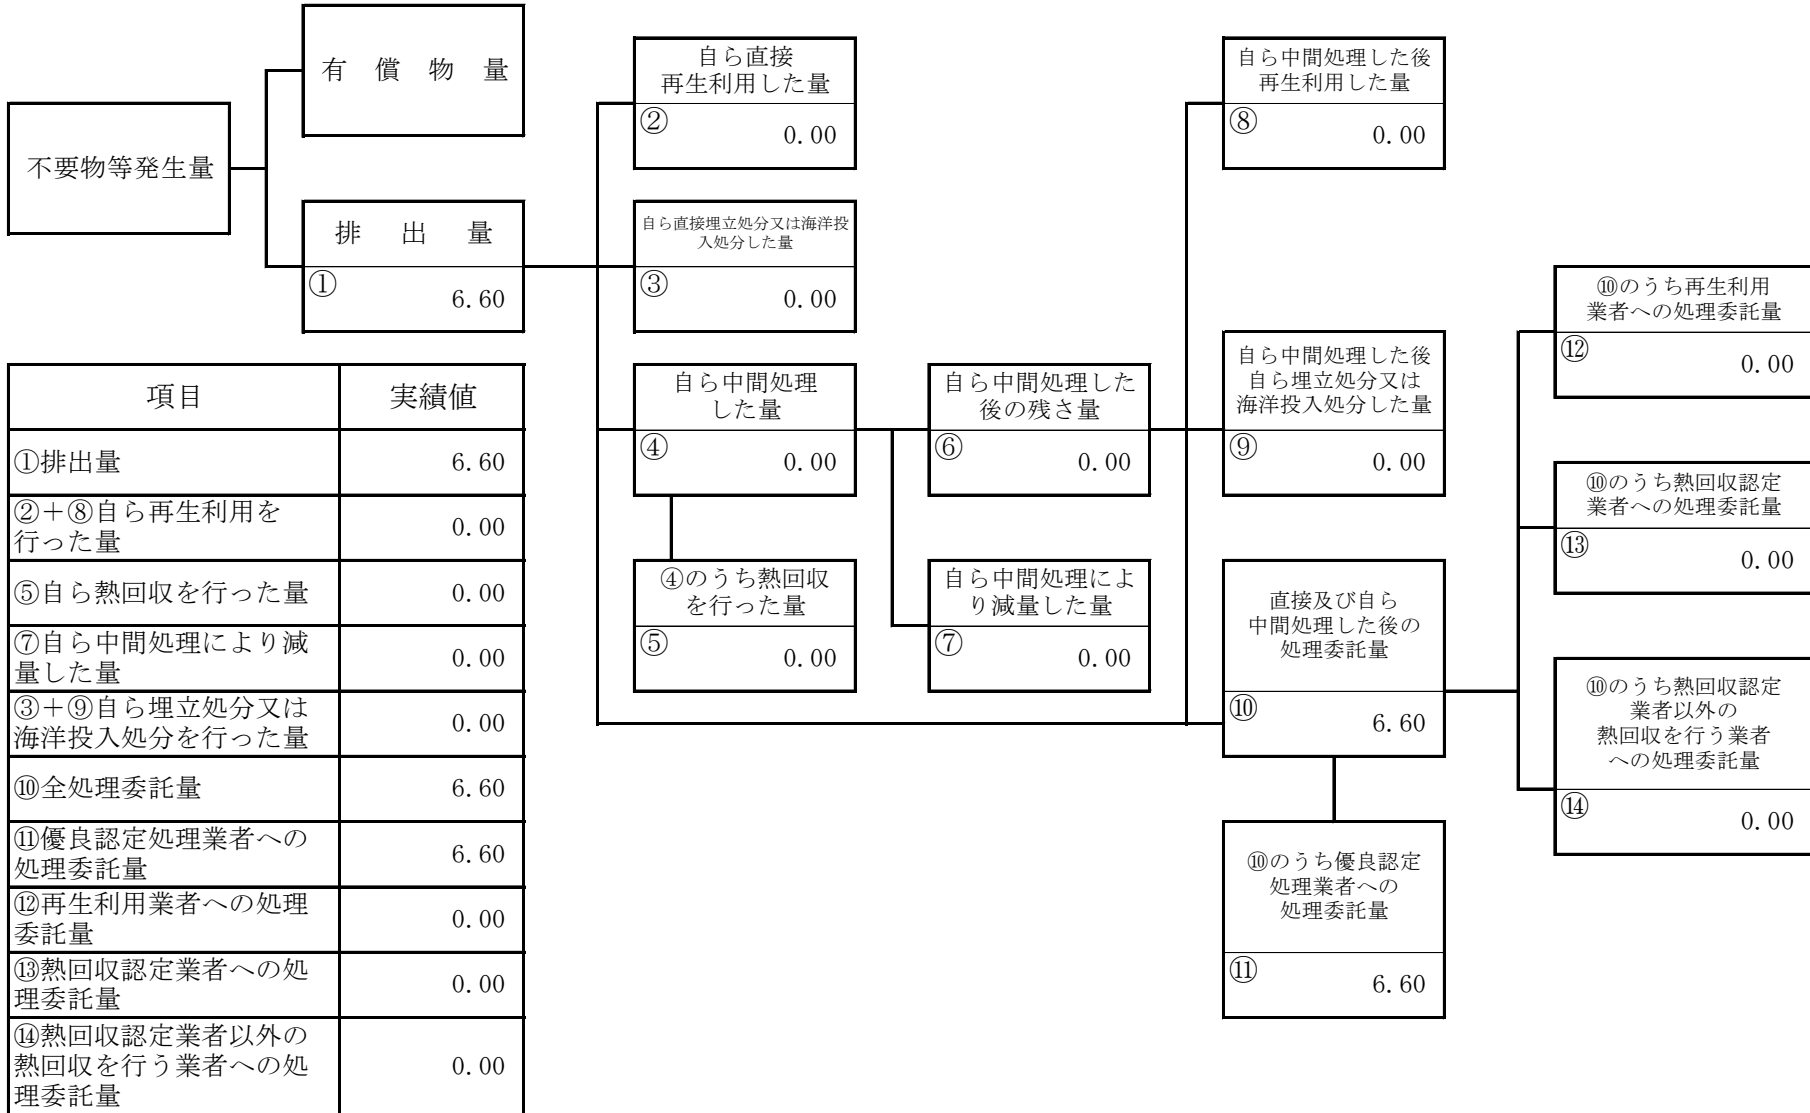 有償物量
不要物等発生量
排出量
①
6.60
自ら直接
再生利用した量
②
0.00
自ら直接埋立処分又は海洋投
入処分した量
③
0.00
自ら中間処理
した量
④
0.00
④のうち熱回収
を行った量
⑤
0.00
自ら中間処理した
後の残さ量
⑥
0.00
自ら中間処理によ
り減量した量
⑦
0.00
自ら中間処理した後
再生利用した量
⑧
0.00
自ら中間処理した後
自ら埋立処分又は
海洋投入処分した量
⑨
0.00
直接及び自ら
中間処理した後の
処理委託量
⑩
6.60
⑩のうち優良認定
処理業者への
処理委託量
⑪
6.60
⑩のうち再生利用
業者への処理委託量
⑫
0.00
⑩のうち熱回収認定
業者への処理委託量
⑬
0.00
⑩のうち熱回収認定
業者以外の
熱回収を行う業者
への処理委託量
⑭
0.00
項目 実績値
①排出量 6.60
②＋⑧自ら再生利用を
行った量
0.00
⑤自ら熱回収を行った量 0.00
⑦自ら中間処理により減
量した量
0.00
③＋⑨自ら埋立処分又は
海洋投入処分を行った量
0.00
⑩全処理委託量 6.60
⑪優良認定処理業者への
処理委託量
6.60
⑫再生利用業者への処理
委託量
0.00
⑬熱回収認定業者への処
理委託量
0.00
⑭熱回収認定業者以外の
熱回収を行う業者への処
理委託量
0.00